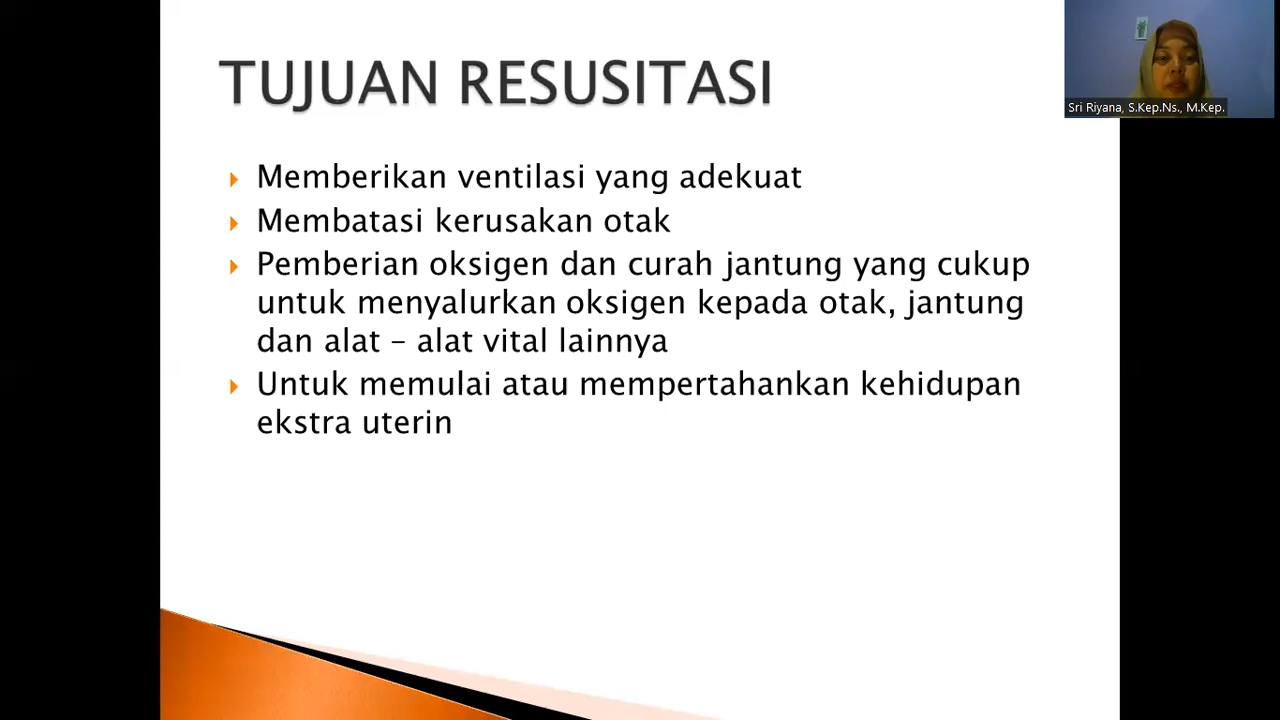 TUJUAN RESUSITASI
Memberikan ventilasi yang adekuat
Membatasi kerusakan otak
Pemberian oksigen dan curah jantung yang cukup
untuk menyalurkan oksigen kepada otak, jantung
dan alat – alat vital lainnya
Untuk memulai atau mempertahankan kehidupan
ekstra uterin
Sri Riyana, S.Kep.Ns., M.Kep.